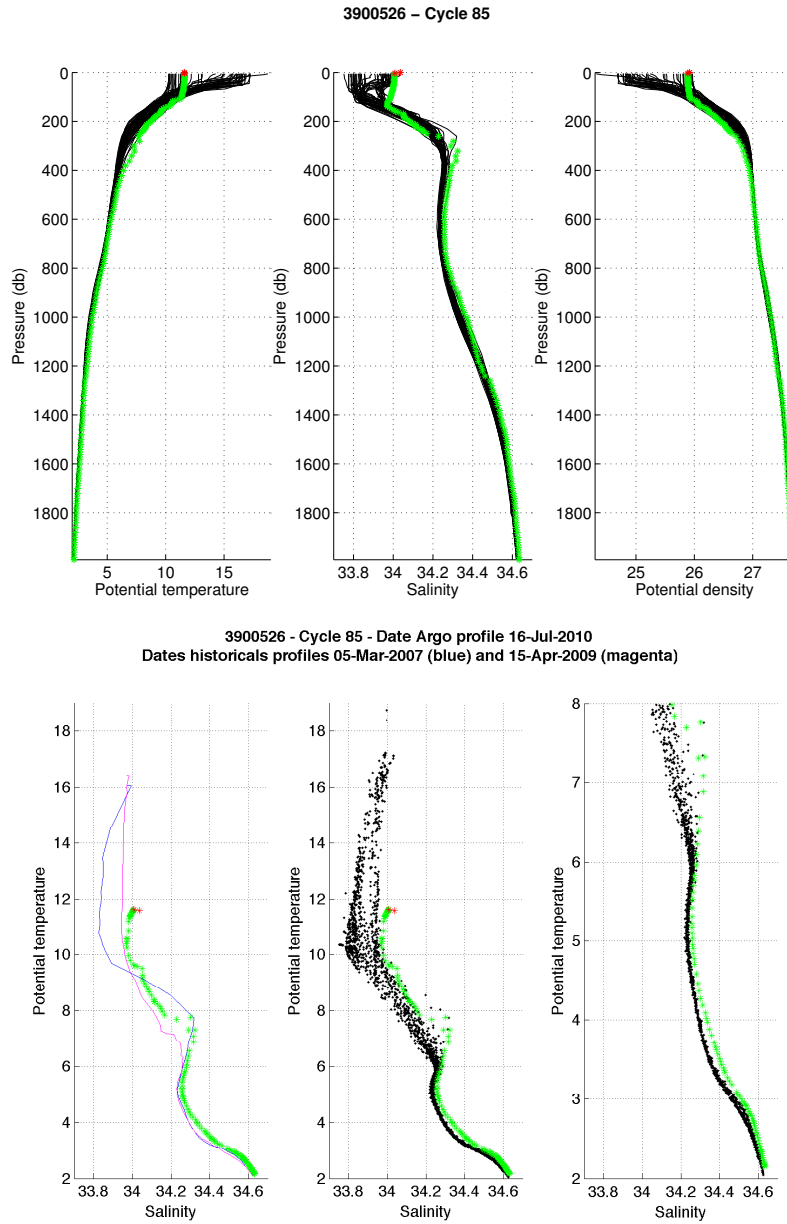 3900526 – Cycle 85
0
200
400
600
800
1000
1200
1400
1600
1800
Pressure (db)
5 10 15
Potential temperature
0
200
400
600
800
1000
1200
1400
1600
1800
Pressure (db)
33.8 34 34.2 34.4 34.6
Salinity
0
200
400
600
800
1000
1200
1400
1600
1800
Pressure (db)
25 26 27
Potential density
3900526 - Cycle 85 - Date Argo profile 16-Jul-2010
Dates historicals profiles 05-Mar-2007 (blue) and 15-Apr-2009 (magenta)
18
16
14
12
10
8
6
4
2
Potential temperature
33.8 34 34.2 34.4 34.6
Salinity
18
16
14
12
10
8
6
4
2
Potential temperature
33.8 34 34.2 34.4 34.6
Salinity
8
7
6
5
4
3
2
Potential temperature
33.8 34 34.2 34.4 34.6
Salinity